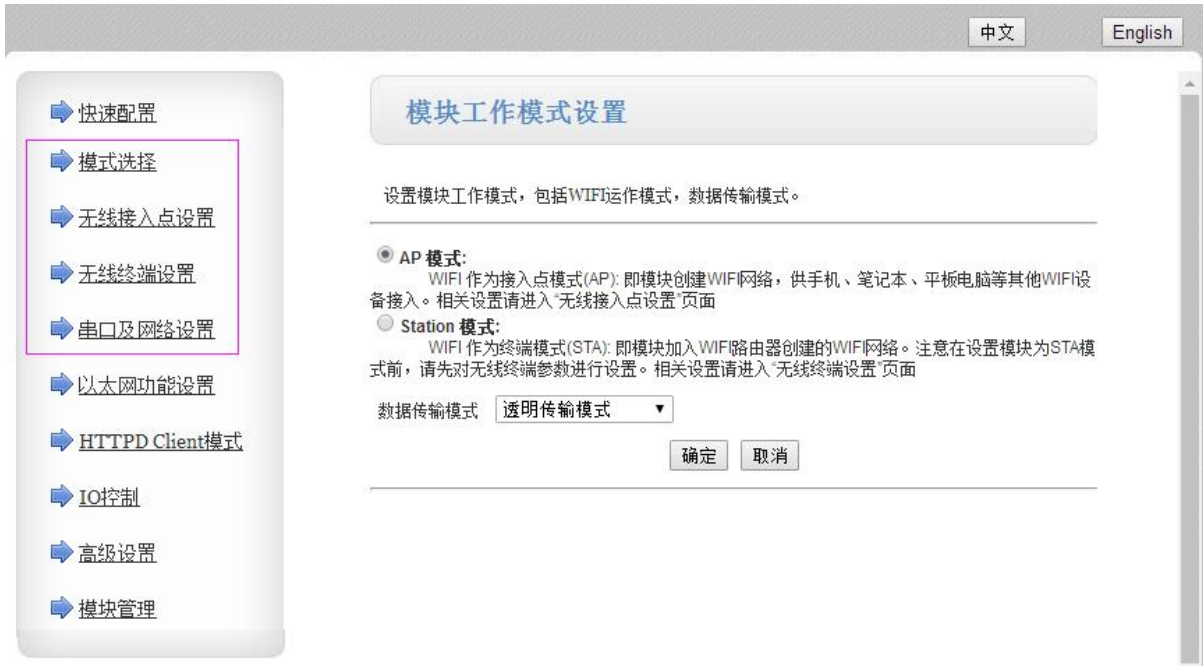 中文 English
快速配置
模式选择
无线接入点设置
无线终端设置
串口及网络设置
以太网功能设置
HTTPD Client模式
IO控制
高级设置
模块管理
模块工作模式设置
设置模块工作模式，包括WIFI运作模式，数据传输模式。
AP 模式:
WIFI 作为接入点模式(AP): 即模块创建WIFI网络，供手机、笔记本、平板电脑等其他WIFI设
备接入。相关设置请进入“无线接入点设置”页面
Station 模式:
WIFI 作为终端模式(STA): 即模块加入WIFI路由器创建的WIFI网络。注意在设置模块为STA模
式前，请先对无线终端参数进行设置。相关设置请进入“无线终端设置”页面
数据传输模式 透明传输模式
确定 取消